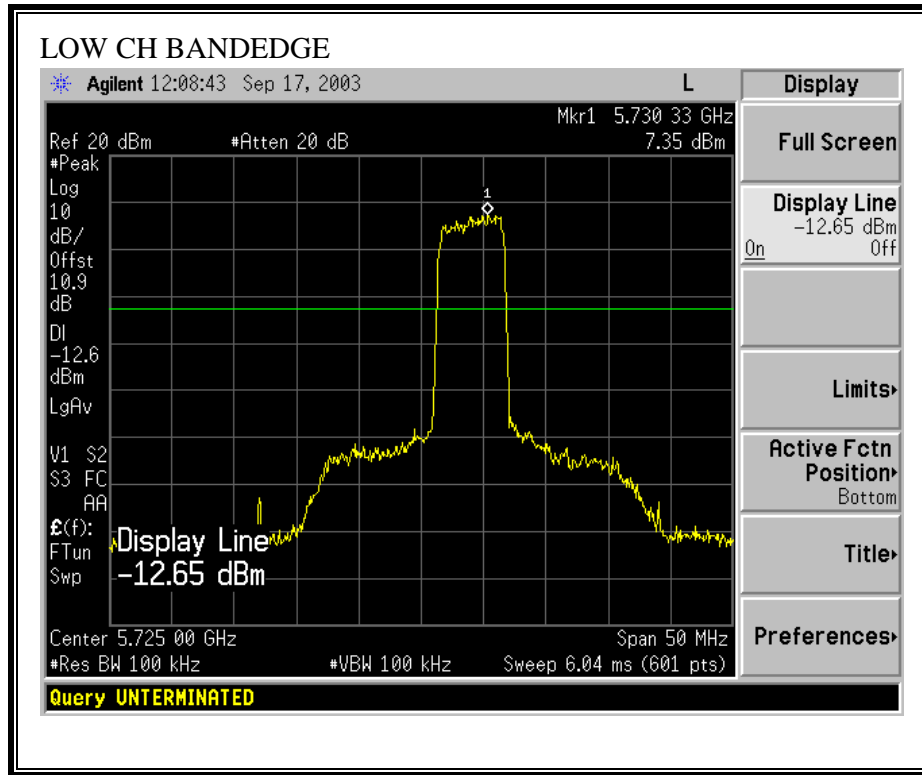 LOW CH BANDEDGE
Agilent 12:08:43 Sep 17, 2003 L
Mkr1 5.730 33 GHz
Ref 20 dBm #Atten 20 dB 7.35 dBm
#Peak
Log
10
dB/
Offst
10.9
dB
DI
-12.6
dBm
LgAv
V1 S2
S3 FC
AA
£(f):
FTun
Swp
1
Display Line
-12.65 dBm
Center 5.725 00 GHz Span 50 MHz
#Res BW 100 kHz #VBW 100 kHz Sweep 6.04 ms (601 pts)
Query UNTERMINATED
Display
Full Screen
Display Line
-12.65 dBm
On Off
Limits
Active Fctn
Position
Bottom
Title
Preferences